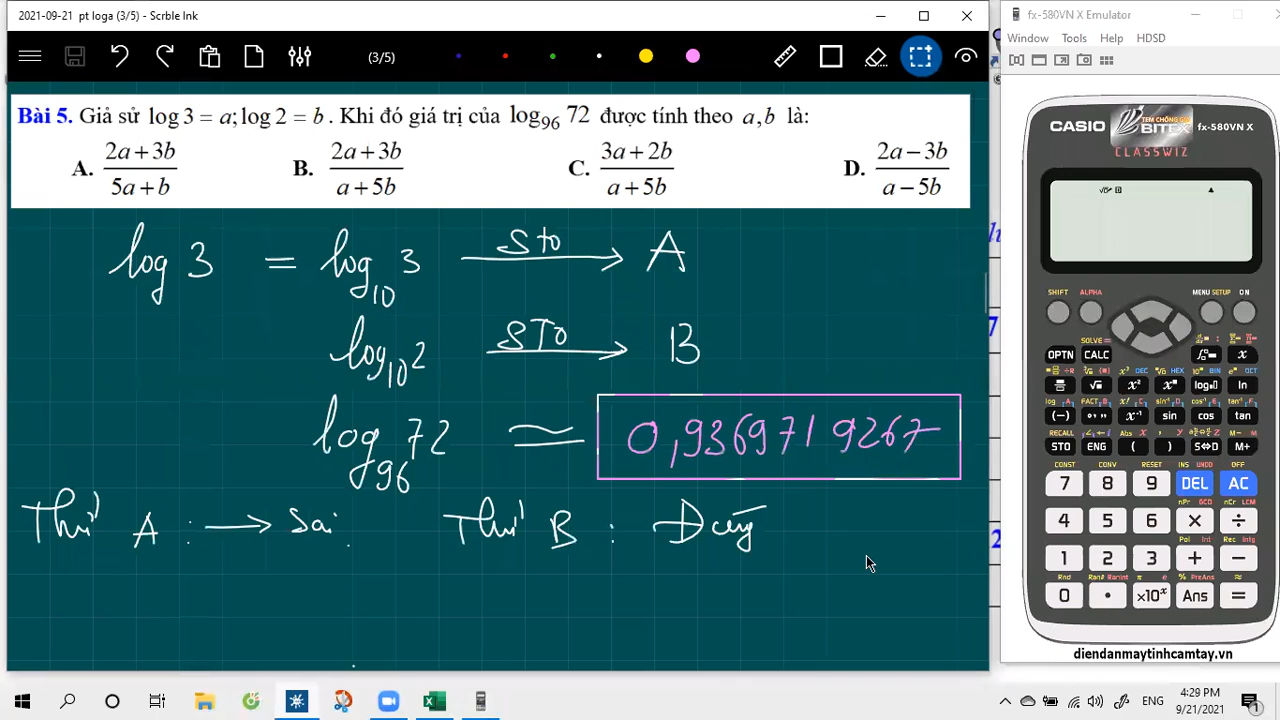 2021-09-21 pt loga (3/5) - Scrble Ink
fx-580VN X Emulator
Window Tools Help HDSD
(3/5)
Bài 5. Giả sử log 3 = a; log 2 = b. Khi đó giá trị của log₉₆ 72 được tính theo a, b là:
A. (2a + 3b)/(5a + b) B. (2a + 3b)/(a + 5b) C. (3a + 2b)/(a + 5b) D. (2a − 3b)/(a − 5b)
log 3 = log₁₀ 3 Sto → A
log₁₀ 2 STo → B
log₉₆ 72 ≈ 0,9369719267
Thử A : → Sai. Thử B : Đúng
CASIO TEM CHỐNG GIẢ BITEX fx-580VN X
CLASSWIZ
SHIFT ALPHA MENU SETUP ON
OPTN CALC SOLVE= x
log ln
(−) sin cos tan
STO ENG ( ) S⇔D M+
7 8 9 DEL AC
4 5 6 × ÷
1 2 3 + −
0 • ×10ˣ Ans =
diendanmaytinhcamtay.vn
ENG 4:29 PM
9/21/2021